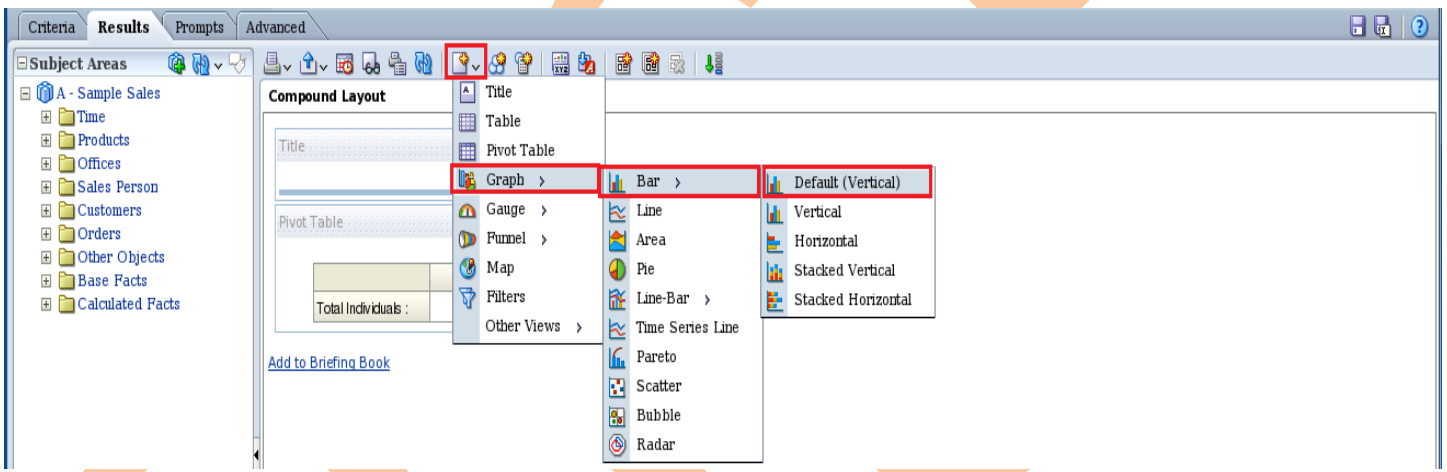 Criteria Results Prompts Advanced
Subject Areas
A - Sample Sales
Time
Products
Offices
Sales Person
Customers
Orders
Other Objects
Base Facts
Calculated Facts
Compound Layout
Title
Pivot Table
Total Individuals :
Add to Briefing Book
Title
Table
Pivot Table
Graph >
Gauge >
Funnel >
Map
Filters
Other Views >
Bar >
Line
Area
Pie
Line-Bar >
Time Series Line
Pareto
Scatter
Bubble
Radar
Default (Vertical)
Vertical
Horizontal
Stacked Vertical
Stacked Horizontal